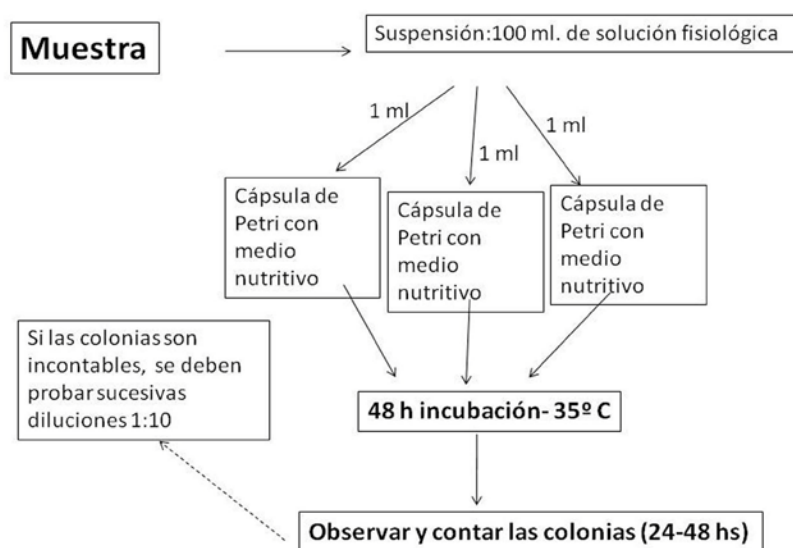 Muestra
Suspensión:100 ml. de solución fisiológica
1 ml
1 ml
1 ml
Cápsula de
Petri con
medio
nutritivo
Cápsula de
Petri con
medio
nutritivo
Cápsula de
Petri con
medio
nutritivo
Si las colonias son
incontables, se deben
probar sucesivas
diluciones 1:10
48 h incubación- 35º C
Observar y contar las colonias (24-48 hs)